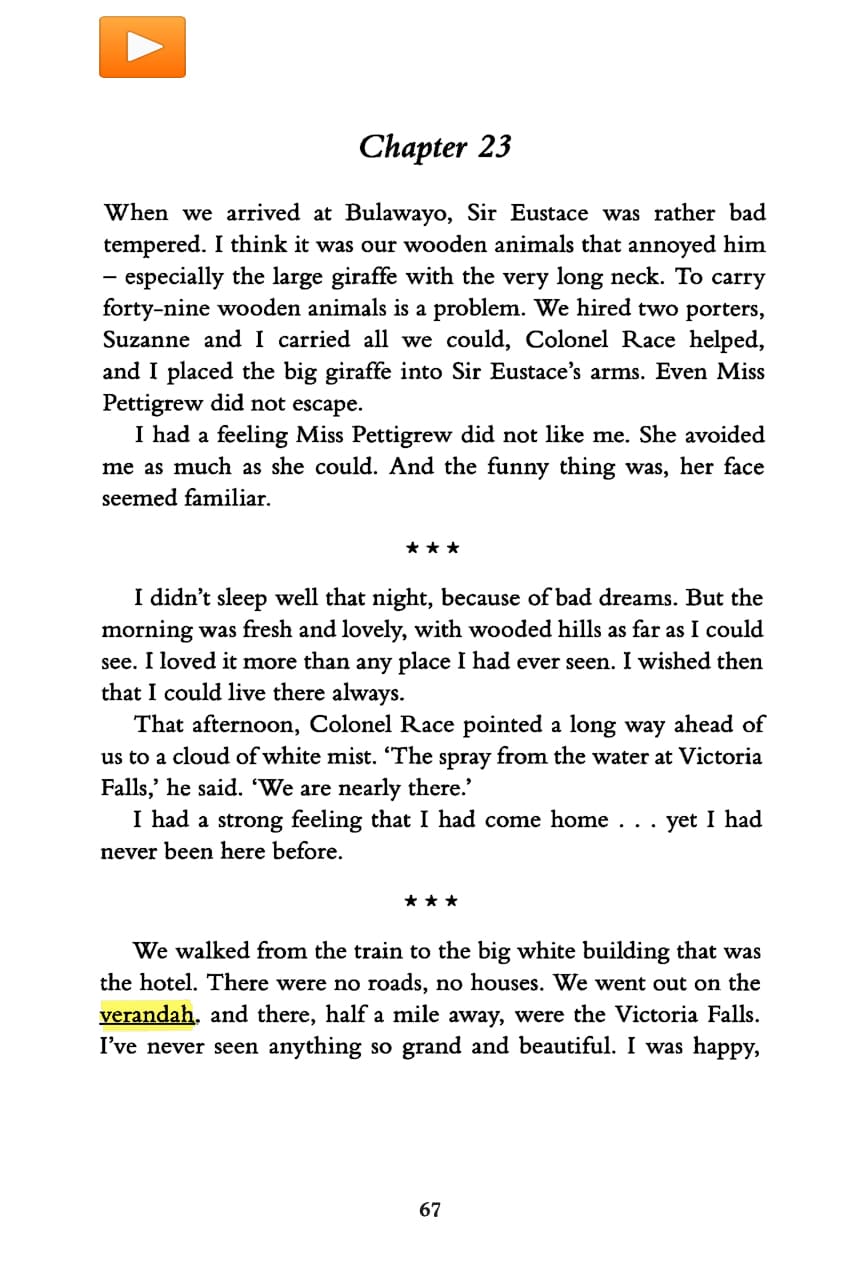 Chapter 23
When we arrived at Bulawayo, Sir Eustace was rather bad
tempered. I think it was our wooden animals that annoyed him
– especially the large giraffe with the very long neck. To carry
forty-nine wooden animals is a problem. We hired two porters,
Suzanne and I carried all we could, Colonel Race helped,
and I placed the big giraffe into Sir Eustace’s arms. Even Miss
Pettigrew did not escape.
I had a feeling Miss Pettigrew did not like me. She avoided
me as much as she could. And the funny thing was, her face
seemed familiar.
★ ★ ★
I didn’t sleep well that night, because of bad dreams. But the
morning was fresh and lovely, with wooded hills as far as I could
see. I loved it more than any place I had ever seen. I wished then
that I could live there always.
That afternoon, Colonel Race pointed a long way ahead of
us to a cloud of white mist. ‘The spray from the water at Victoria
Falls,’ he said. ‘We are nearly there.’
I had a strong feeling that I had come home . . . yet I had
never been here before.
★ ★ ★
We walked from the train to the big white building that was
the hotel. There were no roads, no houses. We went out on the
verandah, and there, half a mile away, were the Victoria Falls.
I’ve never seen anything so grand and beautiful. I was happy,
67